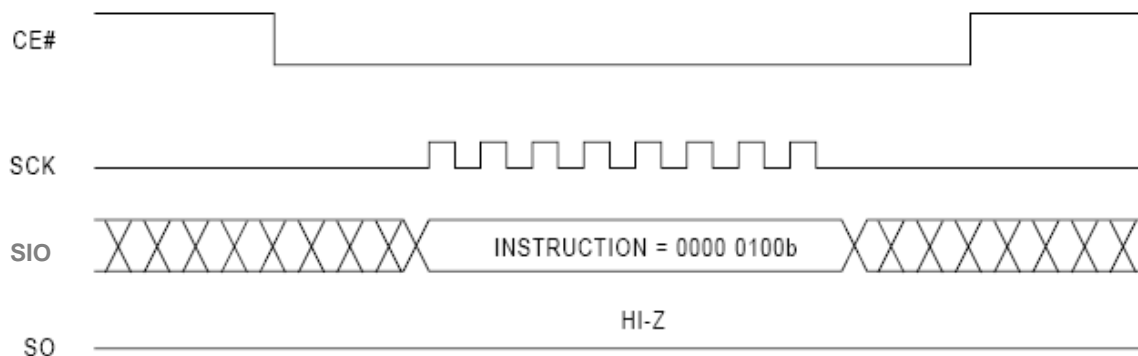 CE#
SCK
SIO
INSTRUCTION = 0000 0100b
HI-Z
SO